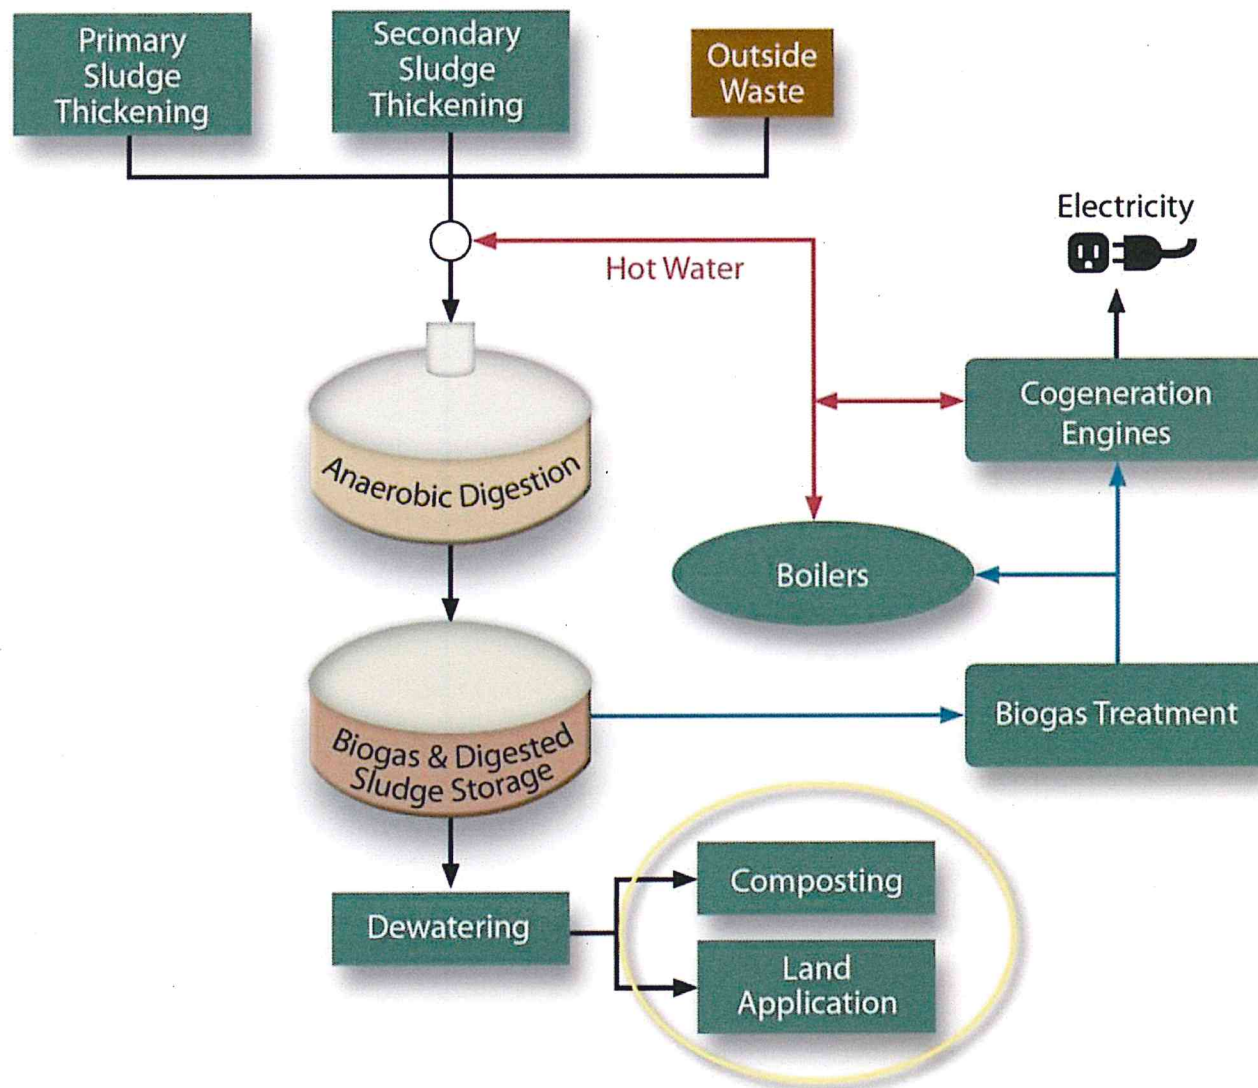 Primary
Sludge
Thickening
Secondary
Sludge
Thickening
Outside
Waste
Electricity
Hot Water
Cogeneration
Engines
Anaerobic Digestion
Boilers
Biogas Treatment
Biogas & Digested
Sludge Storage
Composting
Dewatering
Land
Application